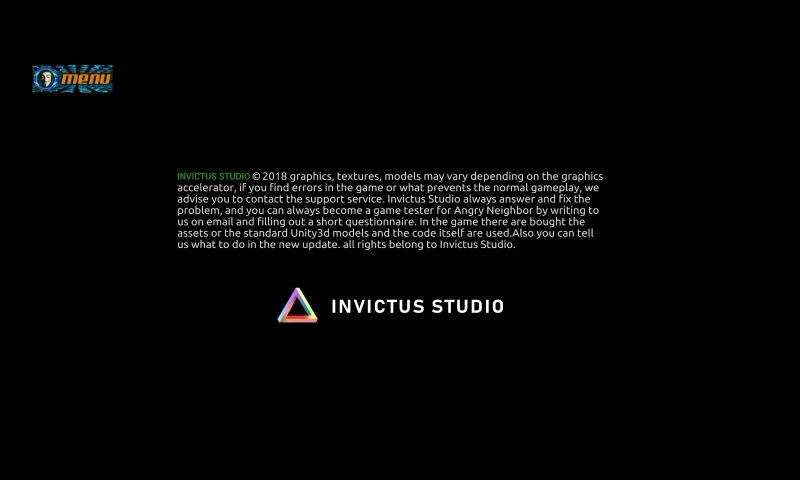 menu
INVICTUS STUDIO © 2018 graphics, textures, models may vary depending on the graphics
accelerator, if you find errors in the game or what prevents the normal gameplay, we
advise you to contact the support service. Invictus Studio always answer and fix the
problem, and you can always become a game tester for Angry Neighbor by writing to
us on email and filling out a short questionnaire. In the game there are bought the
assets or the standard Unity3d models and the code itself are used.Also you can tell
us what to do in the new update. all rights belong to Invictus Studio.
INVICTUS STUDIO